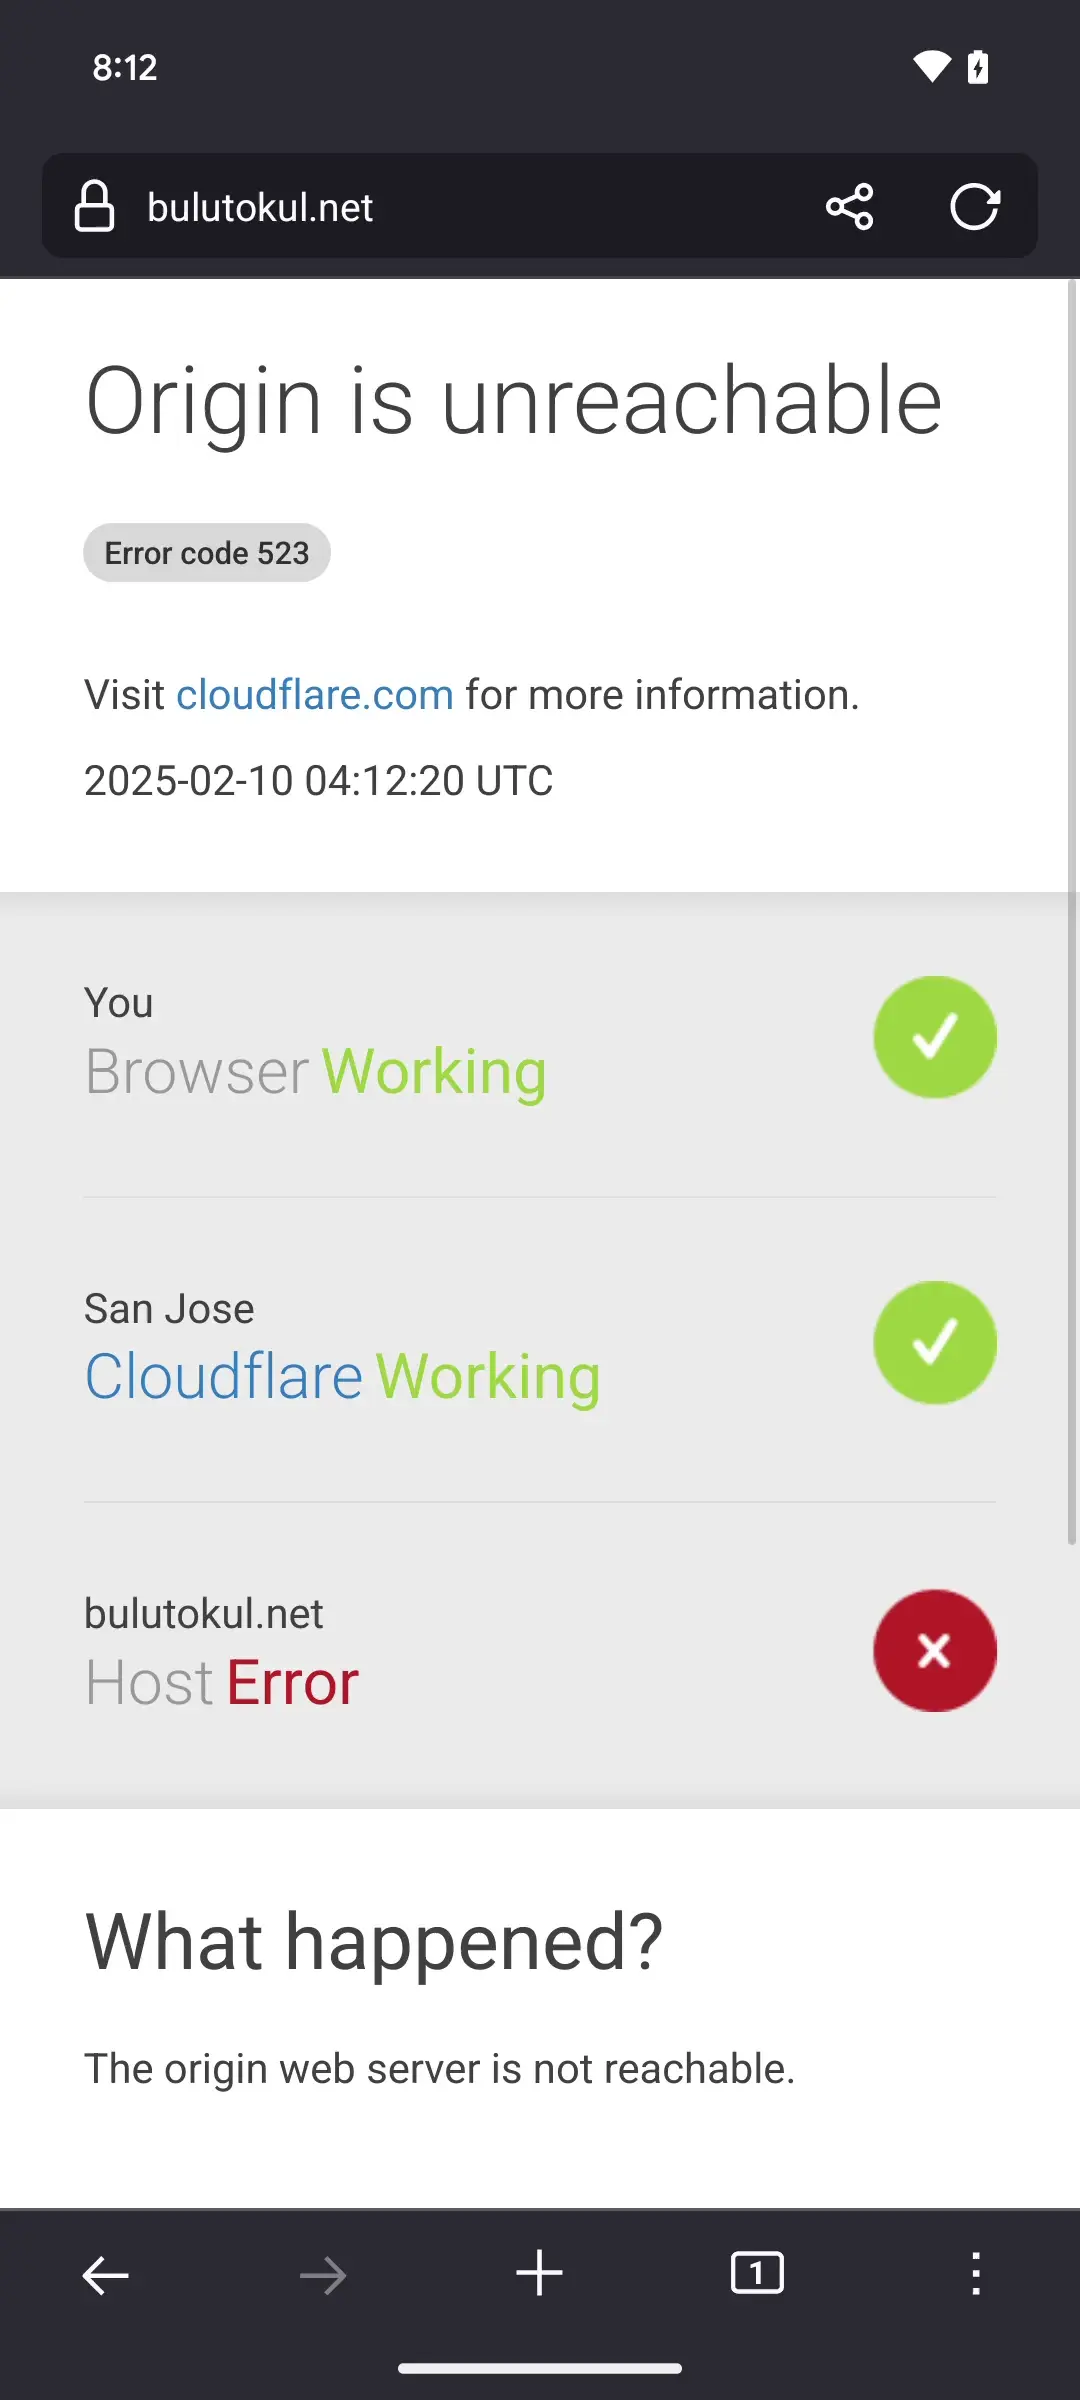 8:12
bulutokul.net
Origin is unreachable
Error code 523
Visit cloudflare.com for more information.
2025-02-10 04:12:20 UTC
You
Browser Working
San Jose
Cloudflare Working
bulutokul.net
Host Error
What happened?
The origin web server is not reachable.
1